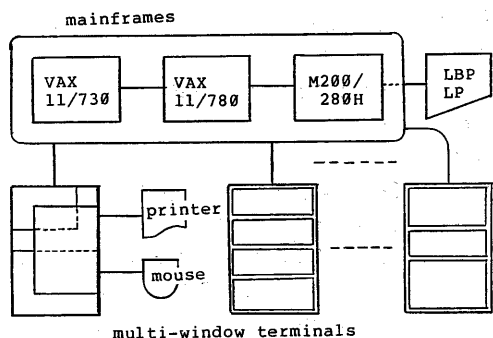 mainframes
VAX
11/730
VAX
11/780
M200/
280H
LBP
LP
printer
mouse
multi-window terminals